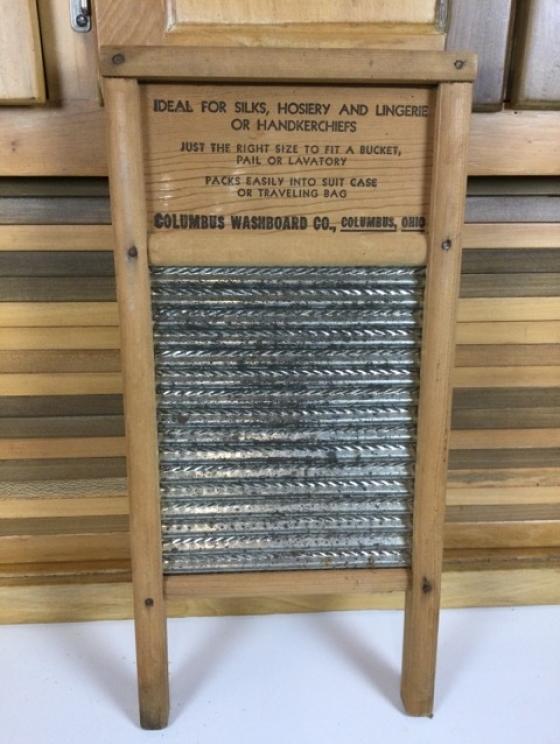 IDEAL FOR SILKS, HOSIERY AND LINGERIE
OR HANDKERCHIEFS
JUST THE RIGHT SIZE TO FIT A BUCKET,
PAIL OR LAVATORY
PACKS EASILY INTO SUIT CASE
OR TRAVELING BAG
COLUMBUS WASHBOARD CO., COLUMBUS, OHIO